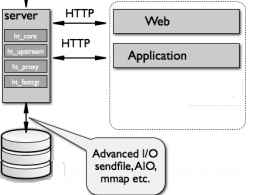 server
HTTP
Web
ht_core
ht_upstream
HTTP
Application
ht_proxy
ht_fastcgi
Advanced I/O
sendfile, AIO,
mmap etc.